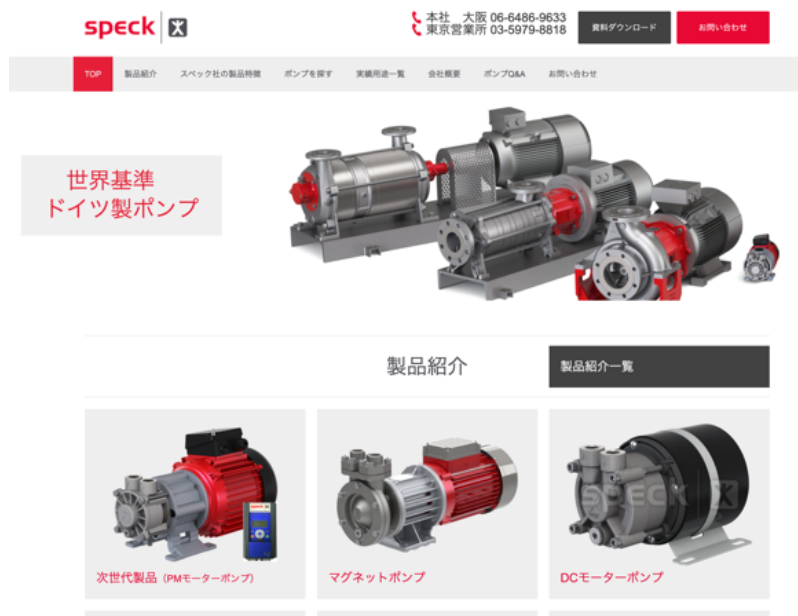 speck
本社 大阪 06-6486-9633
東京営業所 03-5979-8818
資料ダウンロード
お問い合わせ
TOP
製品紹介
スペック社の製品特徴
ポンプを探す
実績用途一覧
会社概要
ポンプQ&A
お問い合わせ
世界基準
ドイツ製ポンプ
製品紹介
製品紹介一覧
speck
SPECK
次世代製品（PMモーターポンプ）
マグネットポンプ
DCモーターポンプ